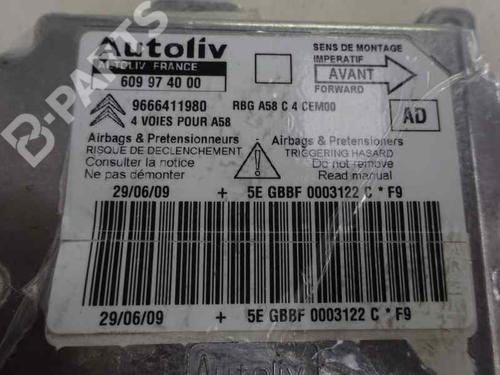 Autoliv
AUTOLIV FRANCE
609 97 40 00
SENS DE MONTAGE
IMPERATIF
AVANT
FORWARD
9666411980
RBG A58 C 4 CEM00
4 VOIES POUR A58
AD
Airbags & Pretensionneurs
RISQUE DE DECLENCHEMENT
Consulter la notice
Ne pas démonter
Airbags & Pretensioners
TRIGGERING HASARD
Do not remove
Read manual
29/06/09 + 5E GBBF 0003122 C * F9
29/06/09 + 5E GBBF 0003122 C * F9
Autoliv
B-PARTS